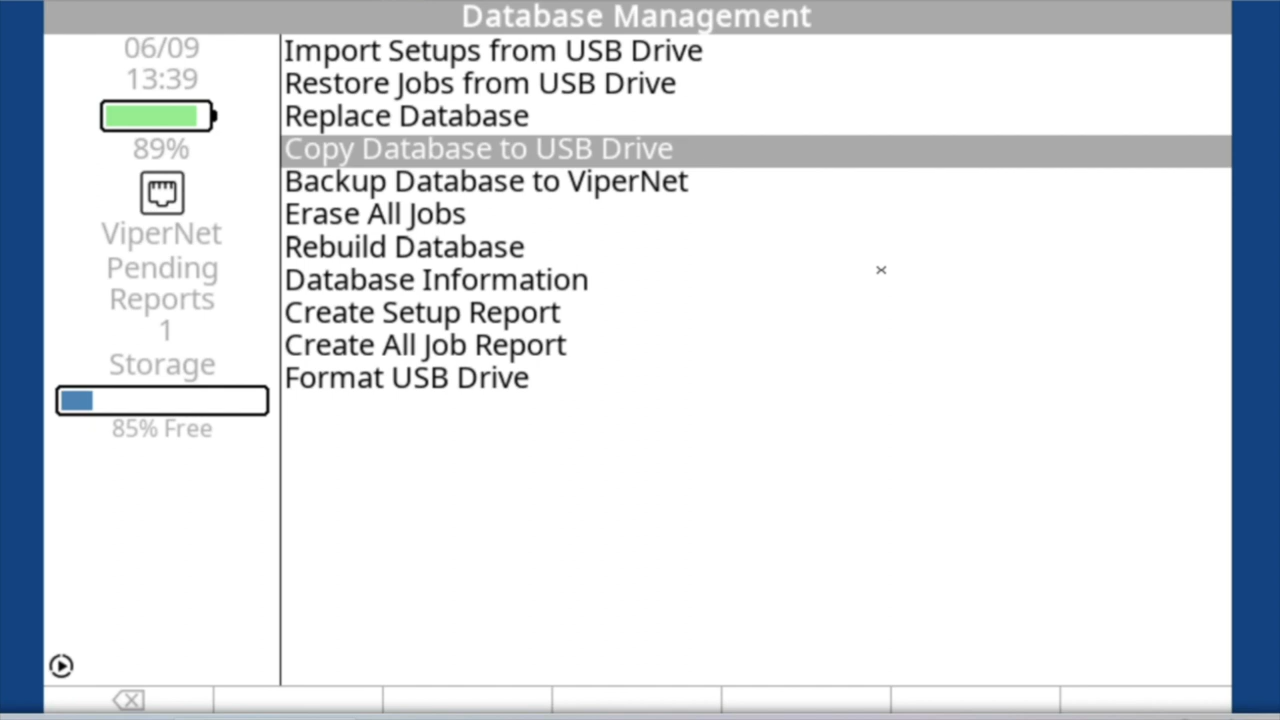 Database Management
06/09
13:39
89%
ViperNet
Pending
Reports
1
Storage
85% Free
Import Setups from USB Drive
Restore Jobs from USB Drive
Replace Database
Copy Database to USB Drive
Backup Database to ViperNet
Erase All Jobs
Rebuild Database
Database Information
Create Setup Report
Create All Job Report
Format USB Drive